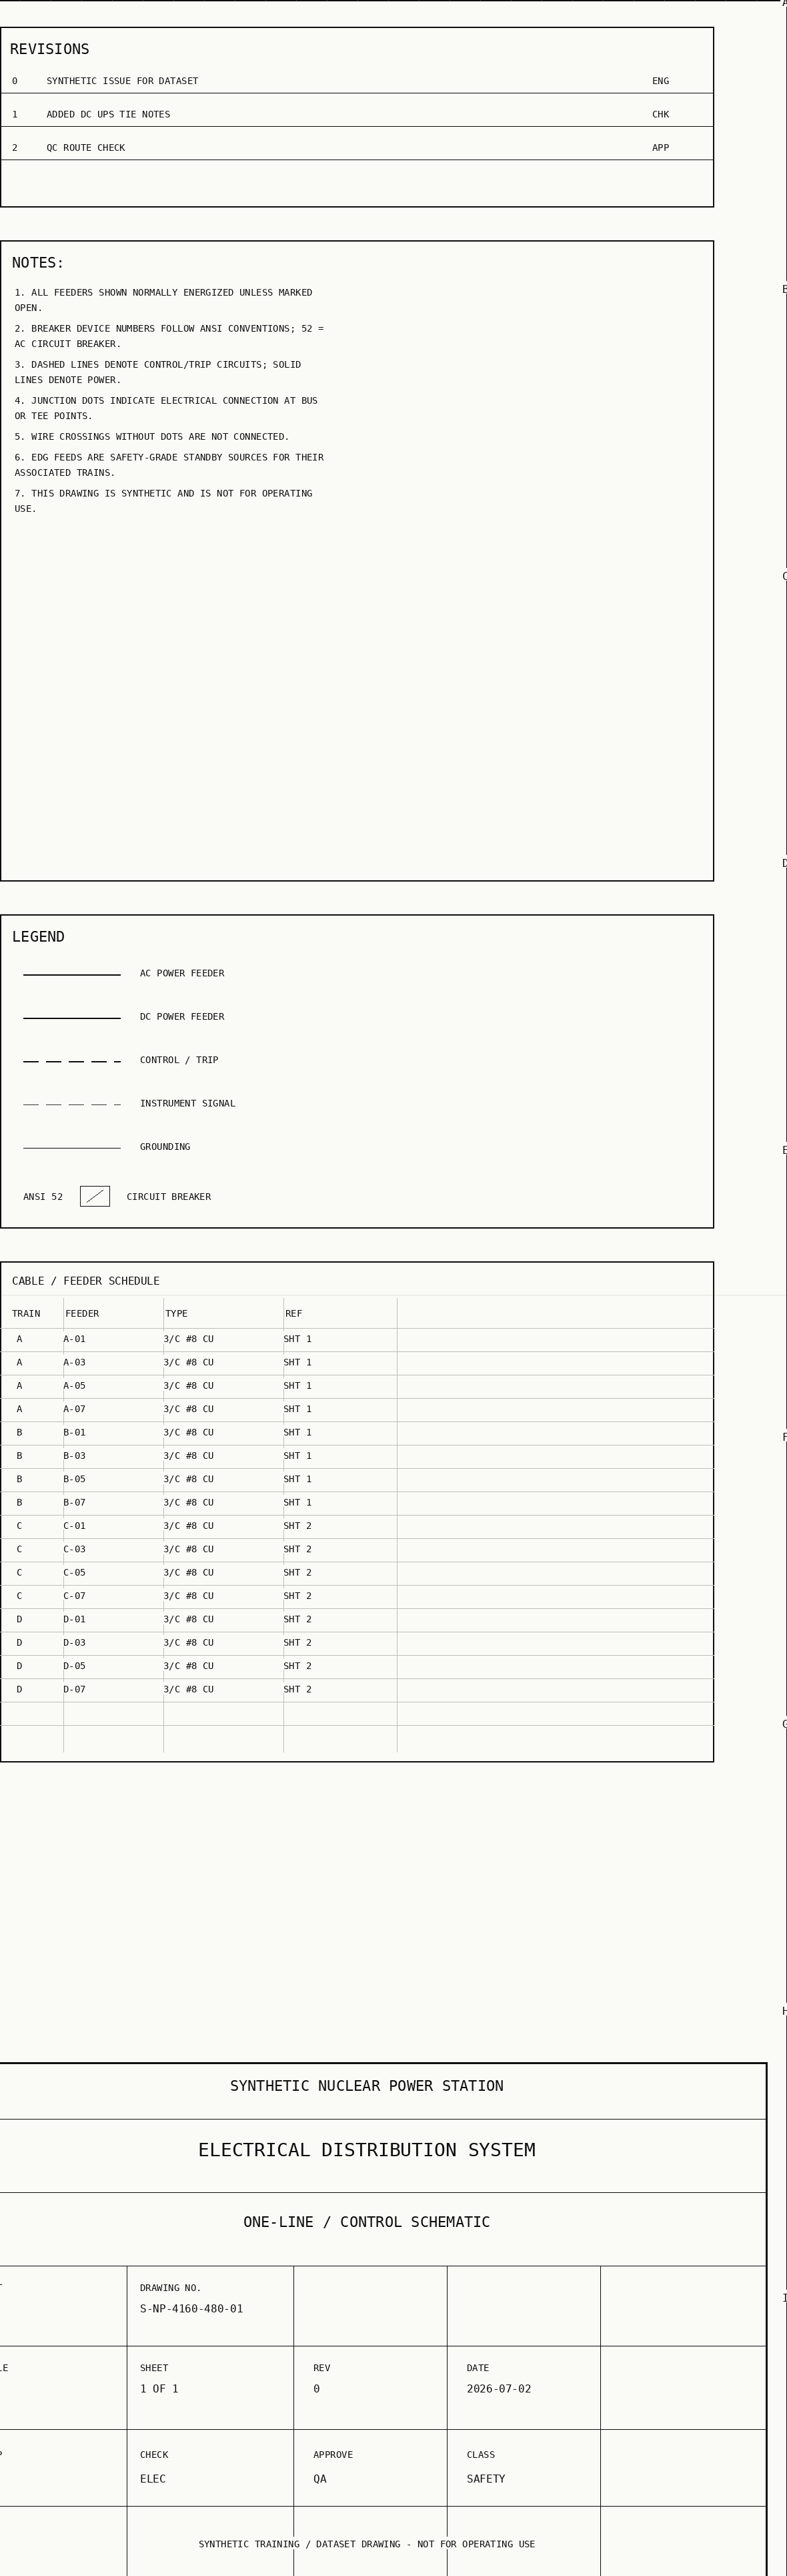 A
REVISIONS
0 SYNTHETIC ISSUE FOR DATASET ENG
1 ADDED DC UPS TIE NOTES CHK
2 QC ROUTE CHECK APP
NOTES:
1. ALL FEEDERS SHOWN NORMALLY ENERGIZED UNLESS MARKED
OPEN.
2. BREAKER DEVICE NUMBERS FOLLOW ANSI CONVENTIONS; 52 =
AC CIRCUIT BREAKER.
3. DASHED LINES DENOTE CONTROL/TRIP CIRCUITS; SOLID
LINES DENOTE POWER.
4. JUNCTION DOTS INDICATE ELECTRICAL CONNECTION AT BUS
OR TEE POINTS.
5. WIRE CROSSINGS WITHOUT DOTS ARE NOT CONNECTED.
6. EDG FEEDS ARE SAFETY-GRADE STANDBY SOURCES FOR THEIR
ASSOCIATED TRAINS.
7. THIS DRAWING IS SYNTHETIC AND IS NOT FOR OPERATING
USE.
B
C
D
LEGEND
AC POWER FEEDER
DC POWER FEEDER
CONTROL / TRIP
INSTRUMENT SIGNAL
GROUNDING
ANSI 52 CIRCUIT BREAKER
E
CABLE / FEEDER SCHEDULE
TRAIN FEEDER TYPE REF
A A-01 3/C #8 CU SHT 1
A A-03 3/C #8 CU SHT 1
A A-05 3/C #8 CU SHT 1
A A-07 3/C #8 CU SHT 1
B B-01 3/C #8 CU SHT 1
B B-03 3/C #8 CU SHT 1
B B-05 3/C #8 CU SHT 1
B B-07 3/C #8 CU SHT 1
C C-01 3/C #8 CU SHT 2
C C-03 3/C #8 CU SHT 2
C C-05 3/C #8 CU SHT 2
C C-07 3/C #8 CU SHT 2
D D-01 3/C #8 CU SHT 2
D D-03 3/C #8 CU SHT 2
D D-05 3/C #8 CU SHT 2
D D-07 3/C #8 CU SHT 2
F
G
H
SYNTHETIC NUCLEAR POWER STATION
ELECTRICAL DISTRIBUTION SYSTEM
ONE-LINE / CONTROL SCHEMATIC
DRAWING NO.
S-NP-4160-480-01
I
SHEET REV DATE
1 OF 1 0 2026-07-02
CHECK APPROVE CLASS
ELEC QA SAFETY
SYNTHETIC TRAINING / DATASET DRAWING - NOT FOR OPERATING USE